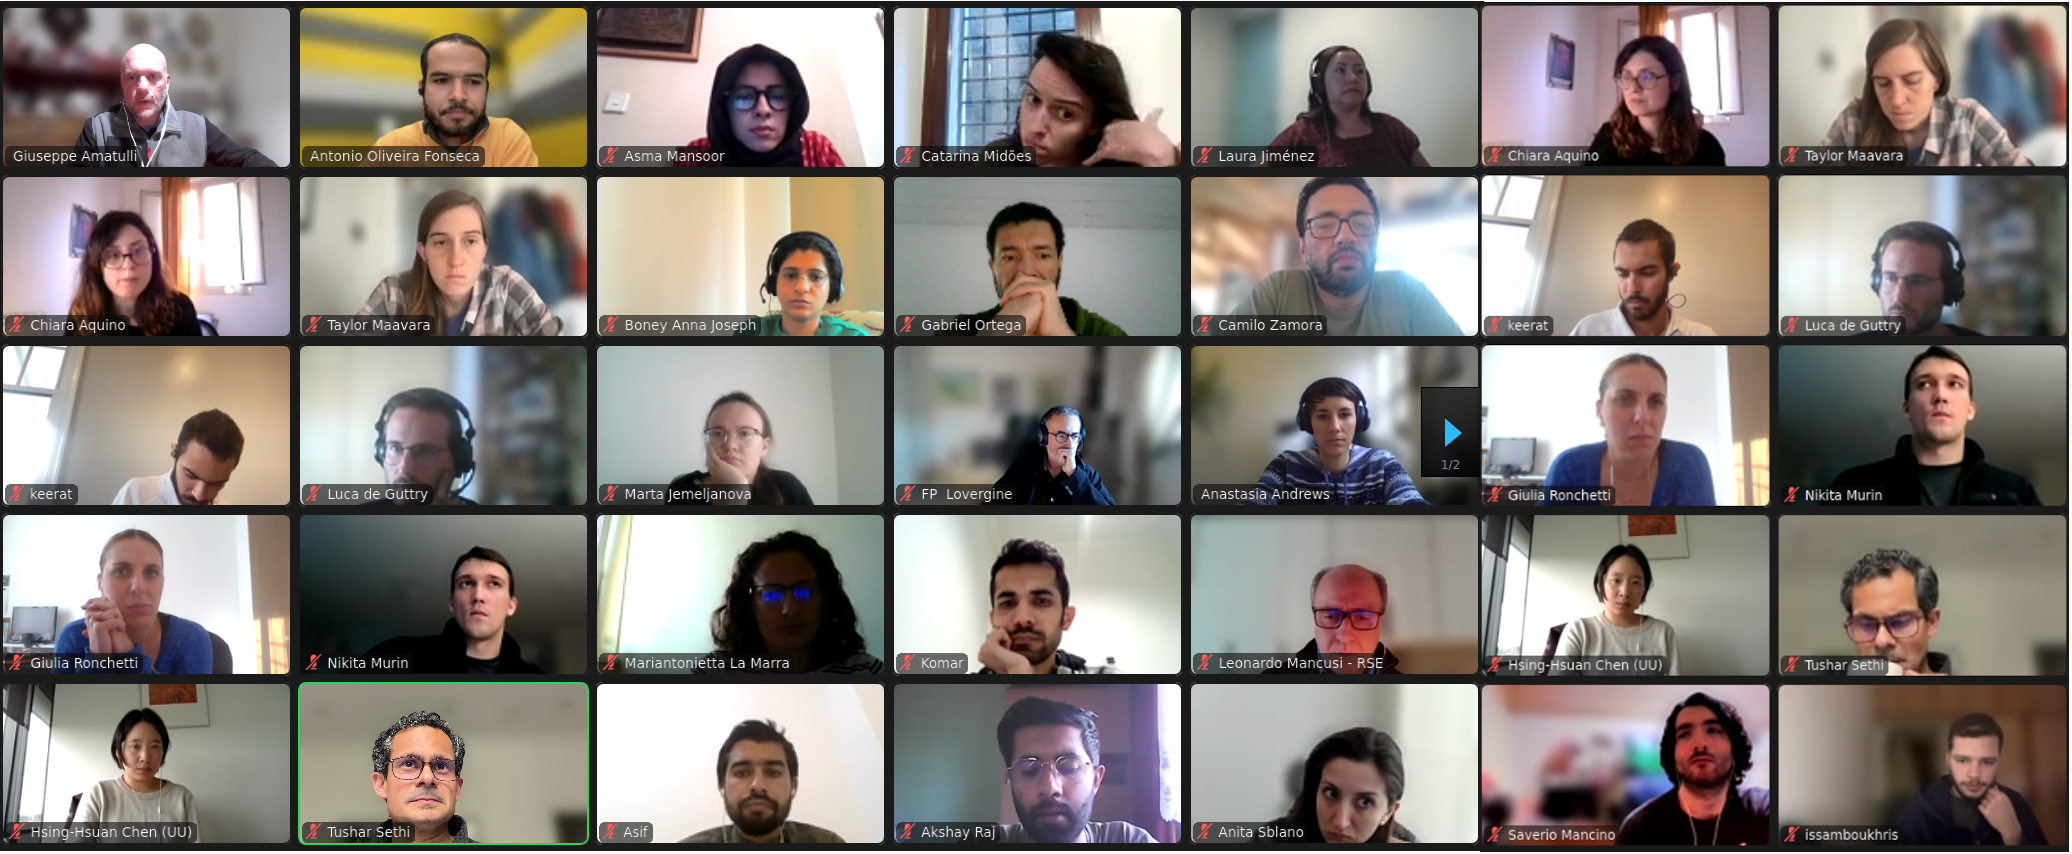 Giuseppe Amatulli
Antonio Oliveira Fonseca
Asma Mansoor
Catarina Midões
Laura Jiménez
Chiara Aquino
Taylor Maavara
Chiara Aquino
Taylor Maavara
Boney Anna Joseph
Gabriel Ortega
Camilo Zamora
keerat
Luca de Guttry
keerat
Luca de Guttry
Marta Jemeljanova
FP Lovergine
Anastasia Andrews
1/2
Giulia Ronchetti
Nikita Murin
Giulia Ronchetti
Nikita Murin
Mariantonietta La Marra
Komar
Leonardo Mancusi - RSE
Hsing-Hsuan Chen (UU)
Tushar Sethi
Hsing-Hsuan Chen (UU)
Tushar Sethi
Asif
Akshay Raj
Anita Sblano
Saverio Mancino
issamboukhris